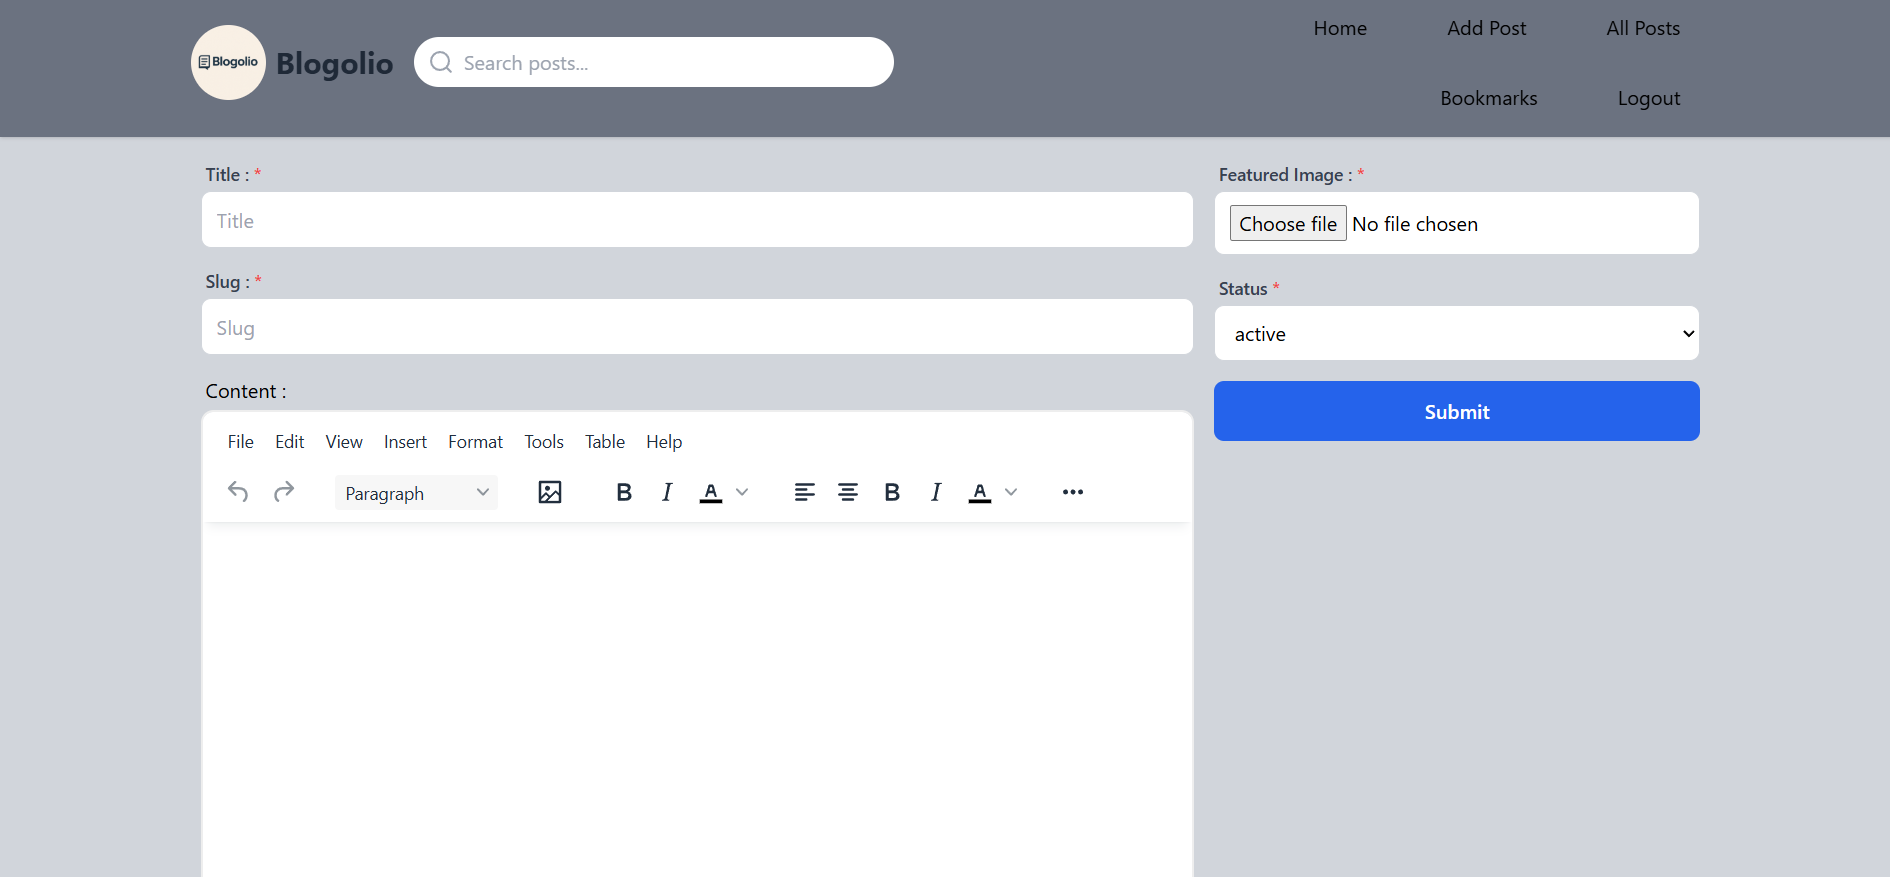 Blogolio
Blogolio
Search posts...
Home
Add Post
All Posts
Bookmarks
Logout
Title : *
Title
Slug : *
Slug
Content :
File Edit View Insert Format Tools Table Help
Paragraph
B I A B I A
Featured Image : *
Choose file No file chosen
Status *
active
Submit